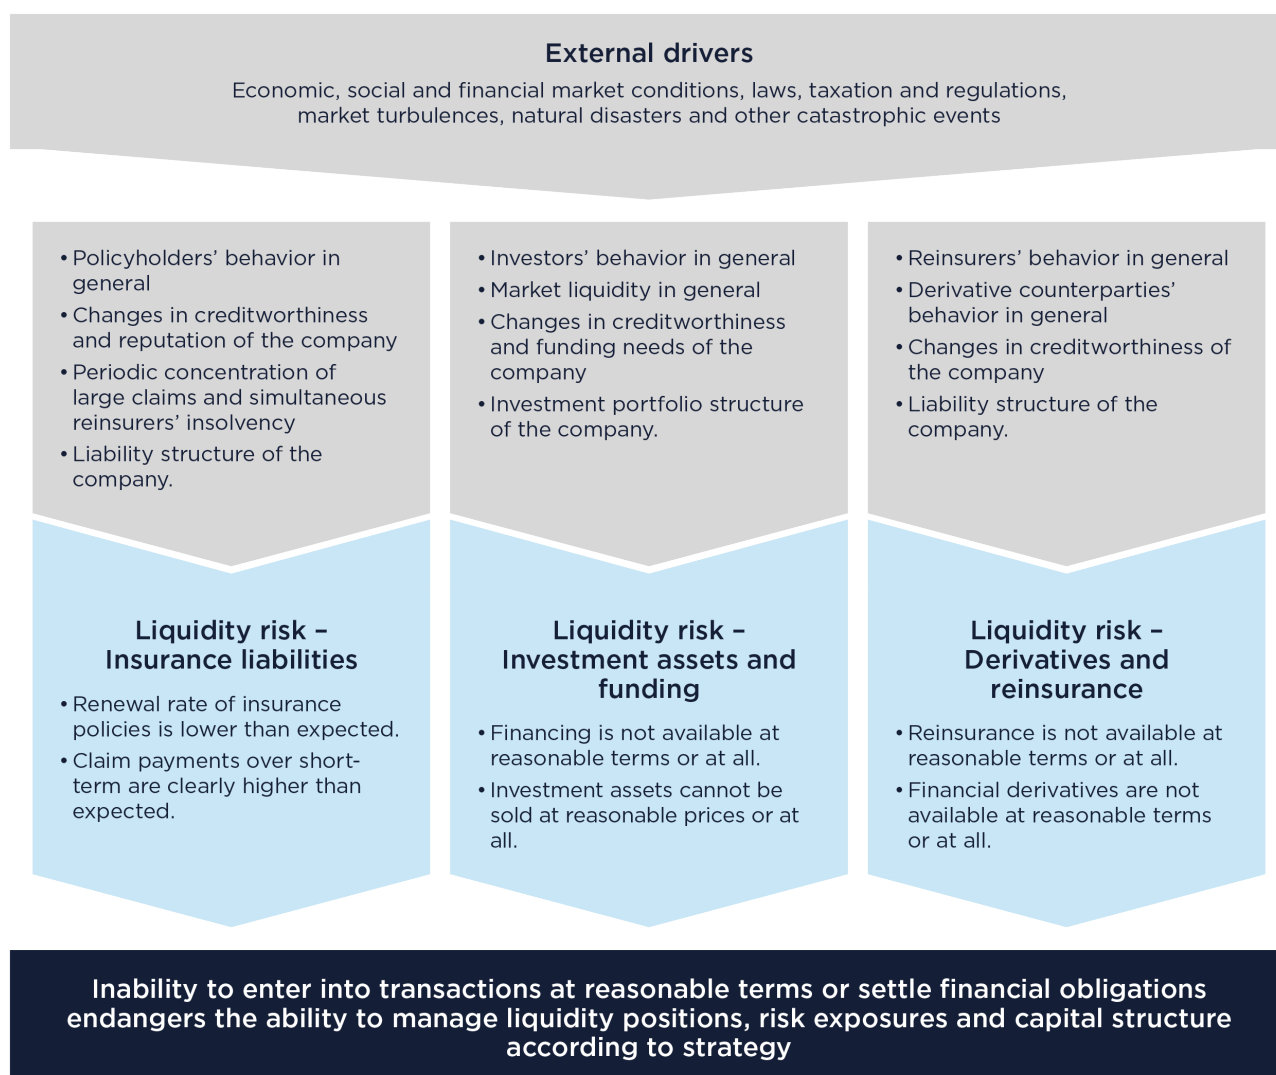 External drivers
Economic, social and financial market conditions, laws, taxation and regulations,
market turbulences, natural disasters and other catastrophic events
• Policyholders’ behavior in
general
• Changes in creditworthiness
and reputation of the company
• Periodic concentration of
large claims and simultaneous
reinsurers’ insolvency
• Liability structure of the
company.
• Investors’ behavior in general
• Market liquidity in general
• Changes in creditworthiness
and funding needs of the
company
• Investment portfolio structure
of the company.
• Reinsurers’ behavior in general
• Derivative counterparties’
behavior in general
• Changes in creditworthiness of
the company
• Liability structure of the
company.
Liquidity risk –
Insurance liabilities
• Renewal rate of insurance
policies is lower than expected.
• Claim payments over short-
term are clearly higher than
expected.
Liquidity risk –
Investment assets and
funding
• Financing is not available at
reasonable terms or at all.
• Investment assets cannot be
sold at reasonable prices or at
all.
Liquidity risk –
Derivatives and
reinsurance
• Reinsurance is not available at
reasonable terms or at all.
• Financial derivatives are not
available at reasonable terms
or at all.
Inability to enter into transactions at reasonable terms or settle financial obligations
endangers the ability to manage liquidity positions, risk exposures and capital structure
according to strategy